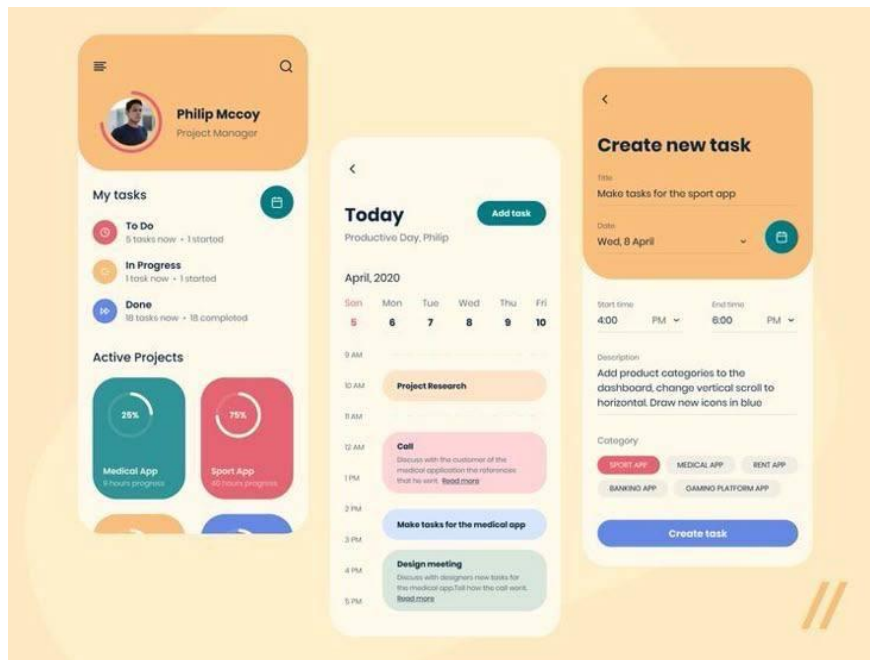 Philip Mccoy
Project Manager
My tasks
To Do
5 tasks now • 1 started
In Progress
1 task now • 1 started
Done
18 tasks now • 18 completed
Active Projects
25%
75%
Medical App
9 hours progress
Sport App
40 hours progress
Today
Add task
Productive Day, Philip
April, 2020
Sun Mon Tue Wed Thu Fri
5 6 7 8 9 10
9 AM
10 AM
Project Research
11 AM
12 AM
Call
Discuss with the customer of the
medical application the references
that he sent. Read more
1 PM
2 PM
Make tasks for the medical app
3 PM
4 PM
Design meeting
Discuss with designers new tasks for
the medical app.Tell how the call went.
Read more
5 PM
Create new task
Title
Make tasks for the sport app
Date
Wed, 8 April
Start time End time
4:00 PM 6:00 PM
Description
Add product categories to the
dashboard, change vertical scroll to
horizontal. Draw new icons in blue
Category
SPORT APP MEDICAL APP RENT APP
BANKING APP GAMING PLATFORM APP
Create task